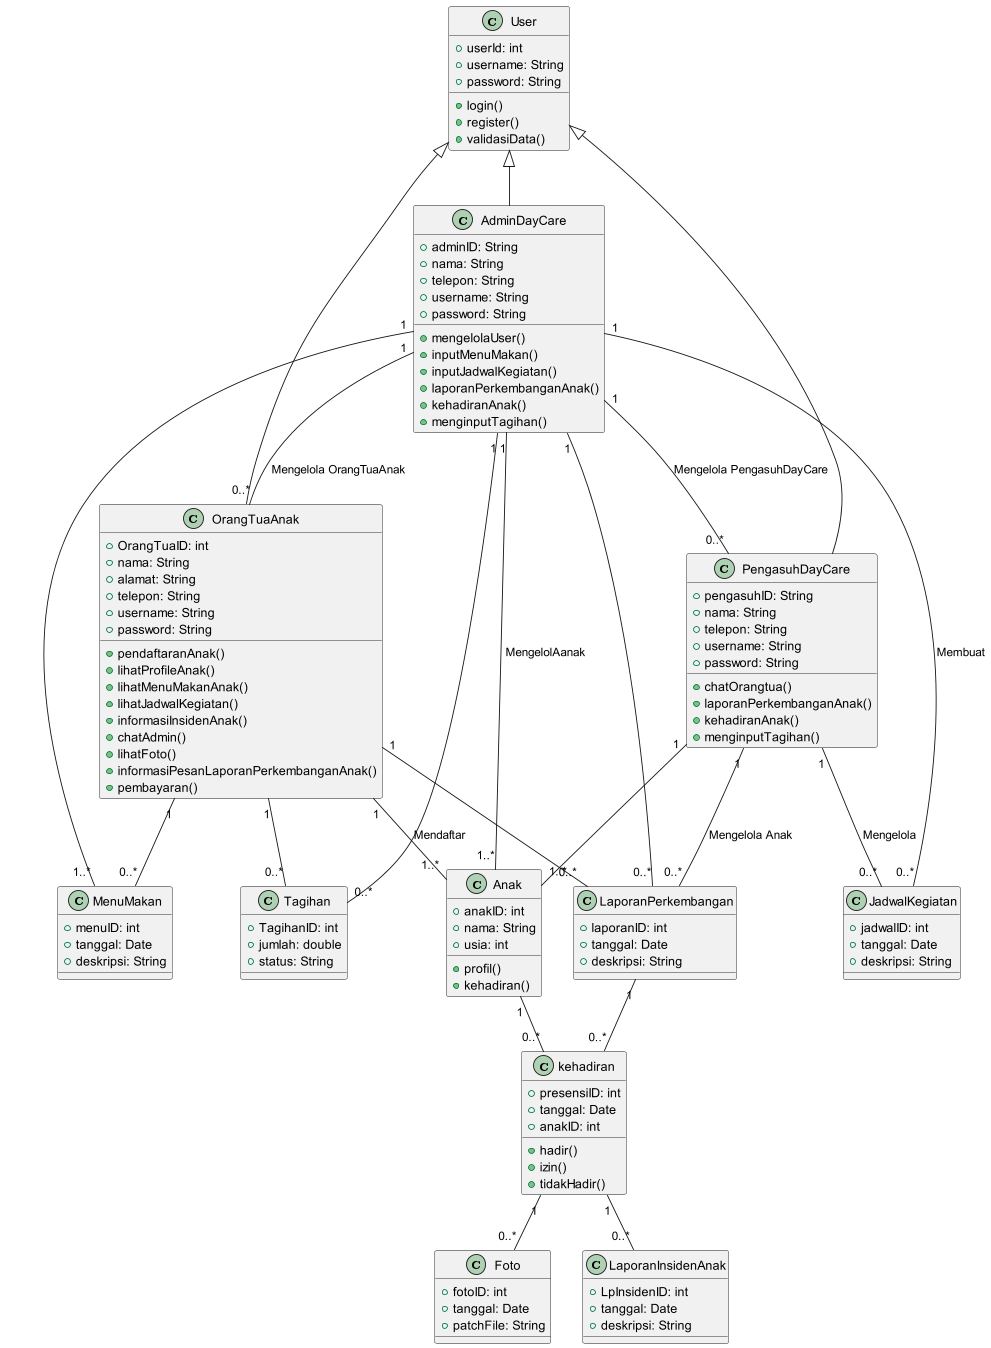 C User
userId: int
username: String
password: String
login()
register()
validasiData()
C AdminDayCare
adminID: String
nama: String
telepon: String
username: String
password: String
mengelolaUser()
inputMenuMakan()
inputJadwalKegiatan()
laporanPerkembanganAnak()
kehadiranAnak()
menginputTagihan()
1
1
1
1
1 1
1
Mengelola OrangTuaAnak
Mengelola PengasuhDayCare
0..*
0..*
C OrangTuaAnak
OrangTuaID: int
nama: String
alamat: String
telepon: String
username: String
password: String
pendaftaranAnak()
lihatProfileAnak()
lihatMenuMakanAnak()
lihatJadwalKegiatan()
informasiInsidenAnak()
chatAdmin()
lihatFoto()
informasiPesanLaporanPerkembanganAnak()
pembayaran()
C PengasuhDayCare
pengasuhID: String
nama: String
telepon: String
username: String
password: String
chatOrangtua()
laporanPerkembanganAnak()
kehadiranAnak()
menginputTagihan()
MengelolAanak
Membuat
1
1
1
1
1
1
1
Mendaftar
Mengelola Anak
Mengelola
1..*
0..*
0..*
0..*
1..*
1..*
1..*
0..*
0..*
0..*
0..*
0..*
C MenuMakan
menuID: int
tanggal: Date
deskripsi: String
C Tagihan
TagihanID: int
jumlah: double
status: String
C Anak
anakID: int
nama: String
usia: int
profil()
kehadiran()
C LaporanPerkembangan
laporanID: int
tanggal: Date
deskripsi: String
C JadwalKegiatan
jadwalID: int
tanggal: Date
deskripsi: String
1
1
0..*
0..*
C kehadiran
presensiID: int
tanggal: Date
anakID: int
hadir()
izin()
tidakHadir()
1
1
0..*
0..*
C Foto
fotoID: int
tanggal: Date
patchFile: String
C LaporanInsidenAnak
LpInsidenID: int
tanggal: Date
deskripsi: String